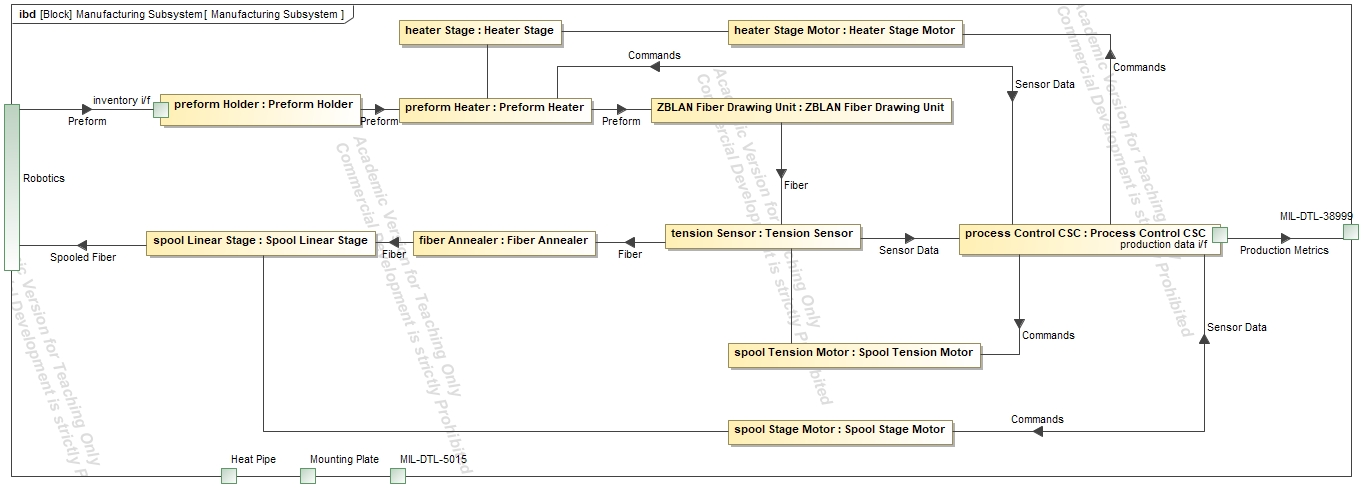 ibd [Block] Manufacturing Subsystem [ Manufacturing Subsystem ]
heater Stage : Heater Stage
heater Stage Motor : Heater Stage Motor
Commands
Commands
Sensor Data
inventory i/f
preform Holder : Preform Holder
preform Heater : Preform Heater
ZBLAN Fiber Drawing Unit : ZBLAN Fiber Drawing Unit
Preform
Preform
Preform
Robotics
Fiber
MIL-DTL-38999
spool Linear Stage : Spool Linear Stage
fiber Annealer : Fiber Annealer
tension Sensor : Tension Sensor
process Control CSC : Process Control CSC
production data i/f
Spooled Fiber
Fiber
Fiber
Sensor Data
Production Metrics
Sensor Data
Commands
spool Tension Motor : Spool Tension Motor
Commands
spool Stage Motor : Spool Stage Motor
Heat Pipe
Mounting Plate
MIL-DTL-5015
Academic Version for Teaching Only
Commercial Development is strictly Prohibited
Academic Version for Teaching Only
Commercial Development is strictly Prohibited
Academic Version for Teaching Only
Commercial Development is strictly Prohibited
Version for Teaching Only
Development is strictly P